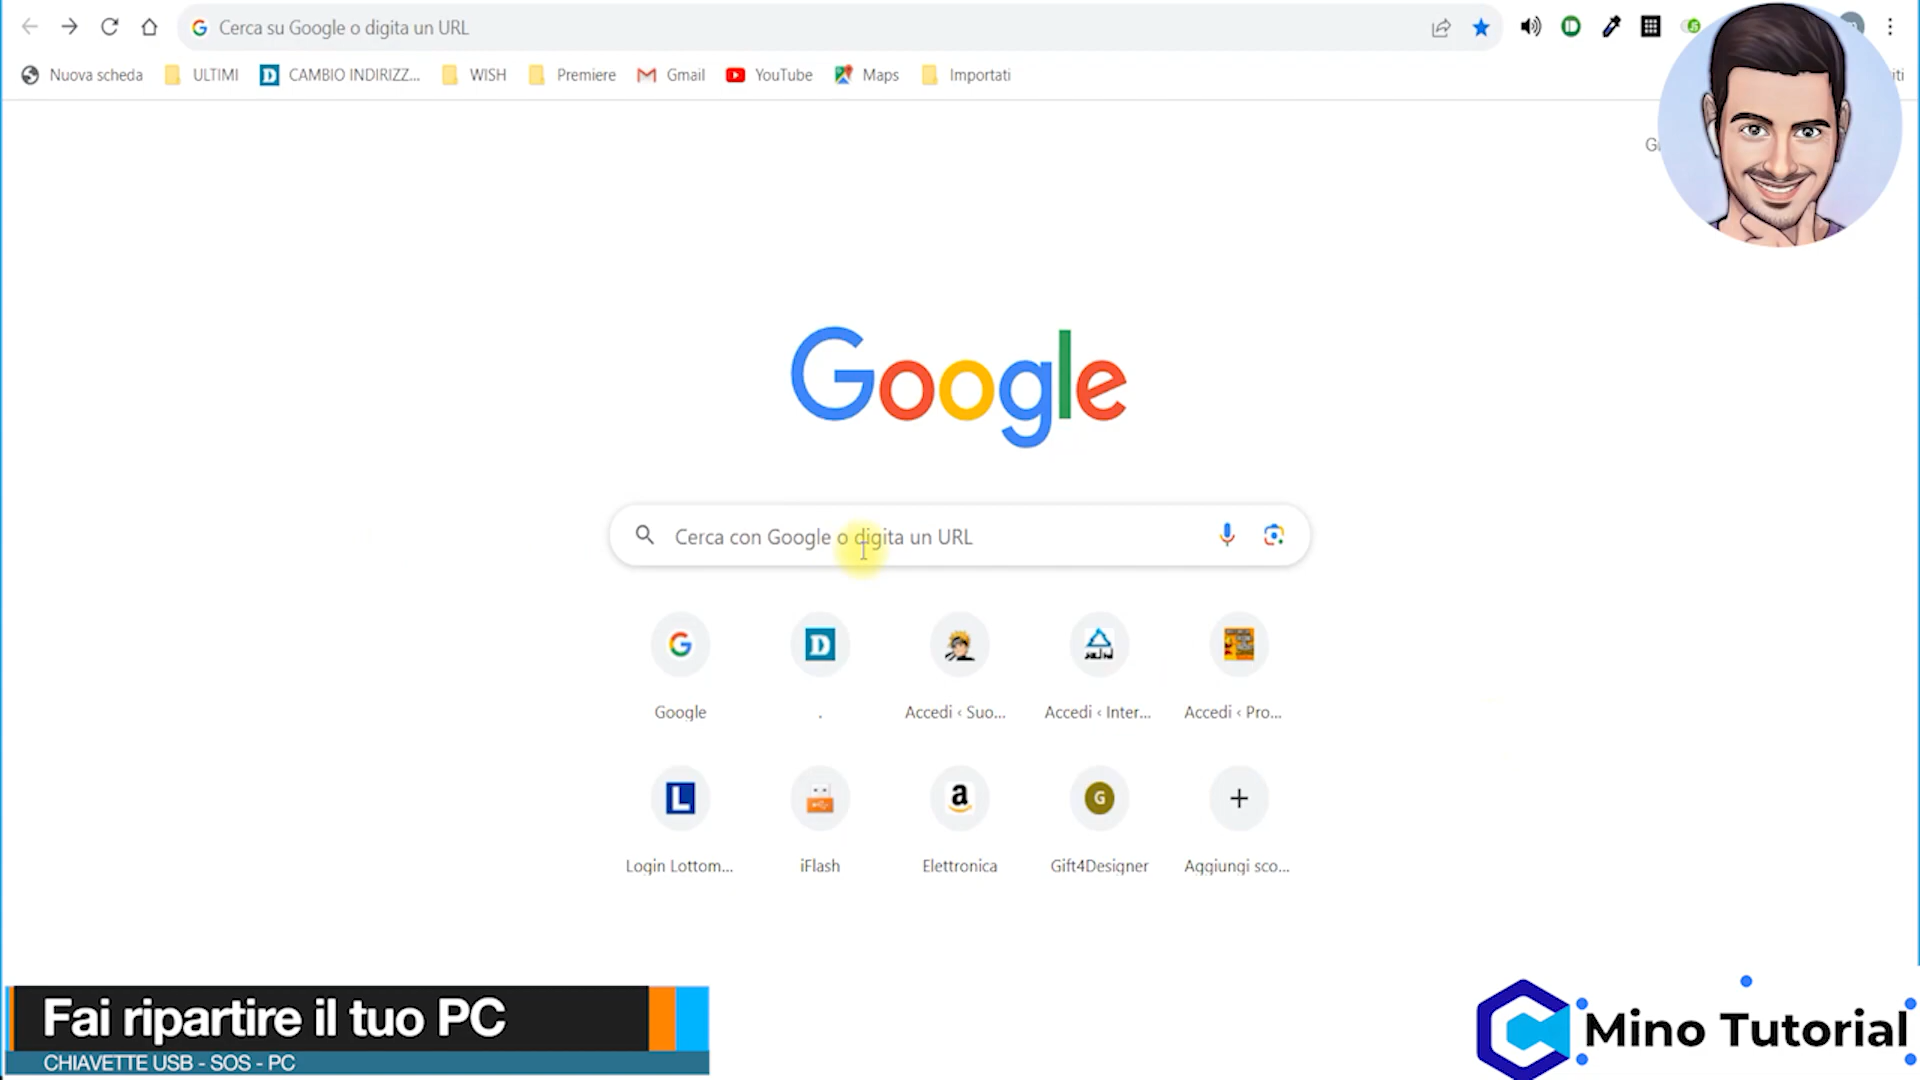 Cerca su Google o digita un URL
Nuova scheda ULTIMI CAMBIO INDIRIZZ... WISH Premiere Gmail YouTube Maps Importati
Google
Cerca con Google o digita un URL
Google . Accedi ‹ Suo... Accedi ‹ Inter... Accedi ‹ Pro...
Login Lottom... iFlash Elettronica Gift4Designer Aggiungi sco...
Fai ripartire il tuo PC
CHIAVETTE USB - SOS - PC
Mino Tutorial